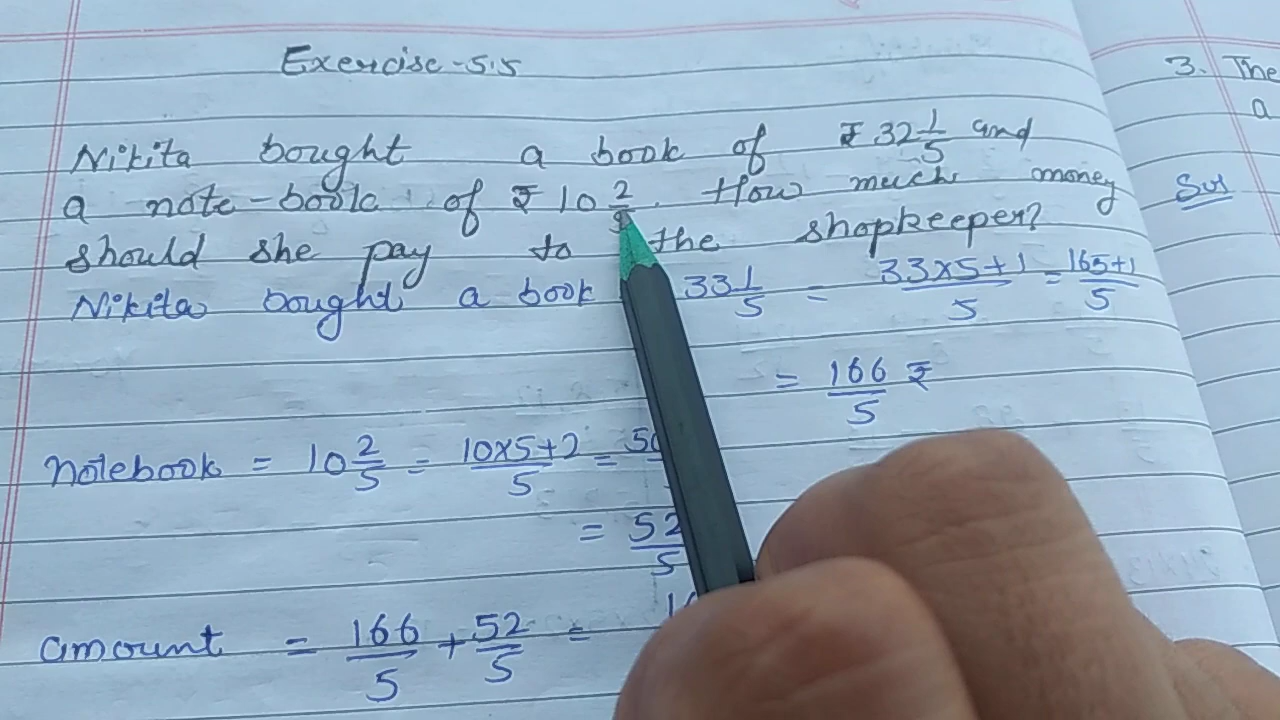 Exercise-5.5
Nikita bought a book of ₹ 32 1/5 and
a note-book of ₹ 10 2/5. How much money
should she pay to the shopkeeper?
Nikita bought a book 33 1/5 = (33×5+1)/5 = (165+1)/5
= 166/5 ₹
Notebook = 10 2/5 = (10×5+2)/5 = 50
= 52/5
amount = 166/5 + 52/5 =
3. The
a
Sol